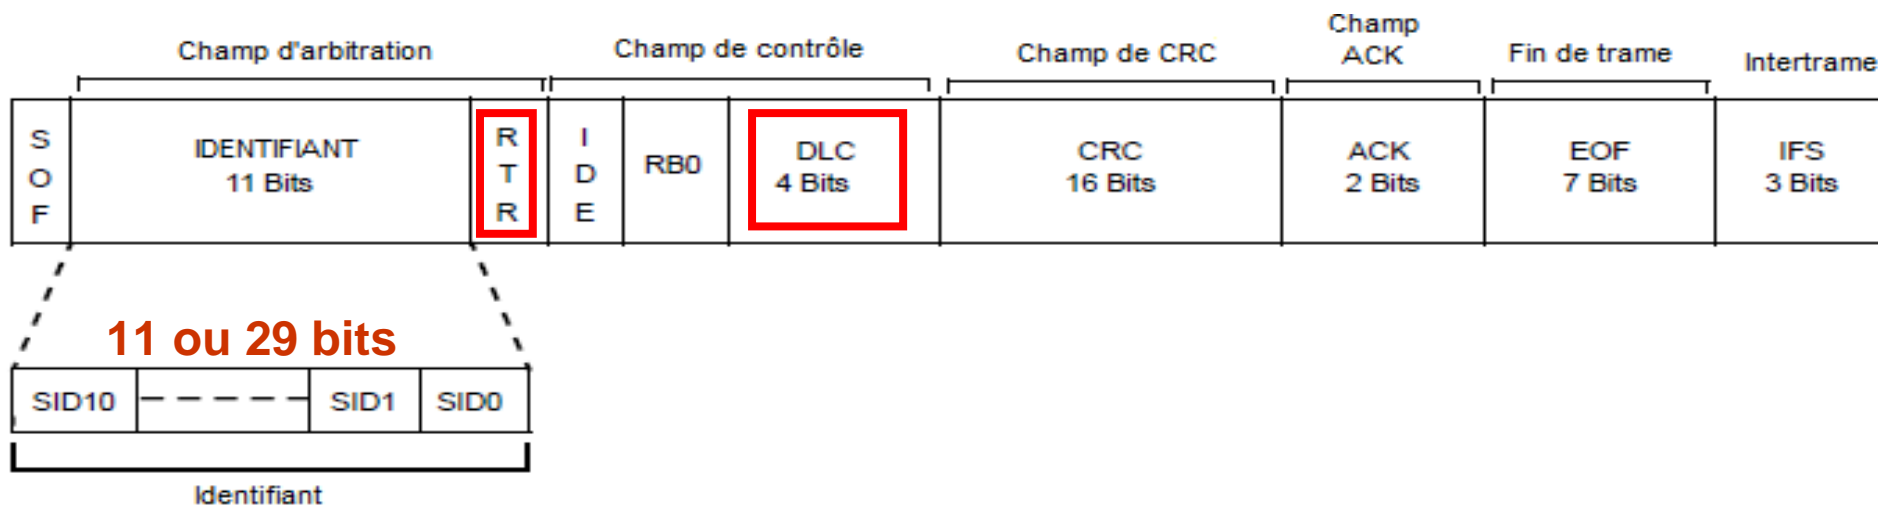 Champ d'arbitration
Champ de contrôle
Champ de CRC
Champ
ACK
Fin de trame
Intertrame
S
O
F
IDENTIFIANT
11 Bits
R
T
R
I
D
E
RB0
DLC
4 Bits
CRC
16 Bits
ACK
2 Bits
EOF
7 Bits
IFS
3 Bits
11 ou 29 bits
SID10
SID1
SID0
Identifiant